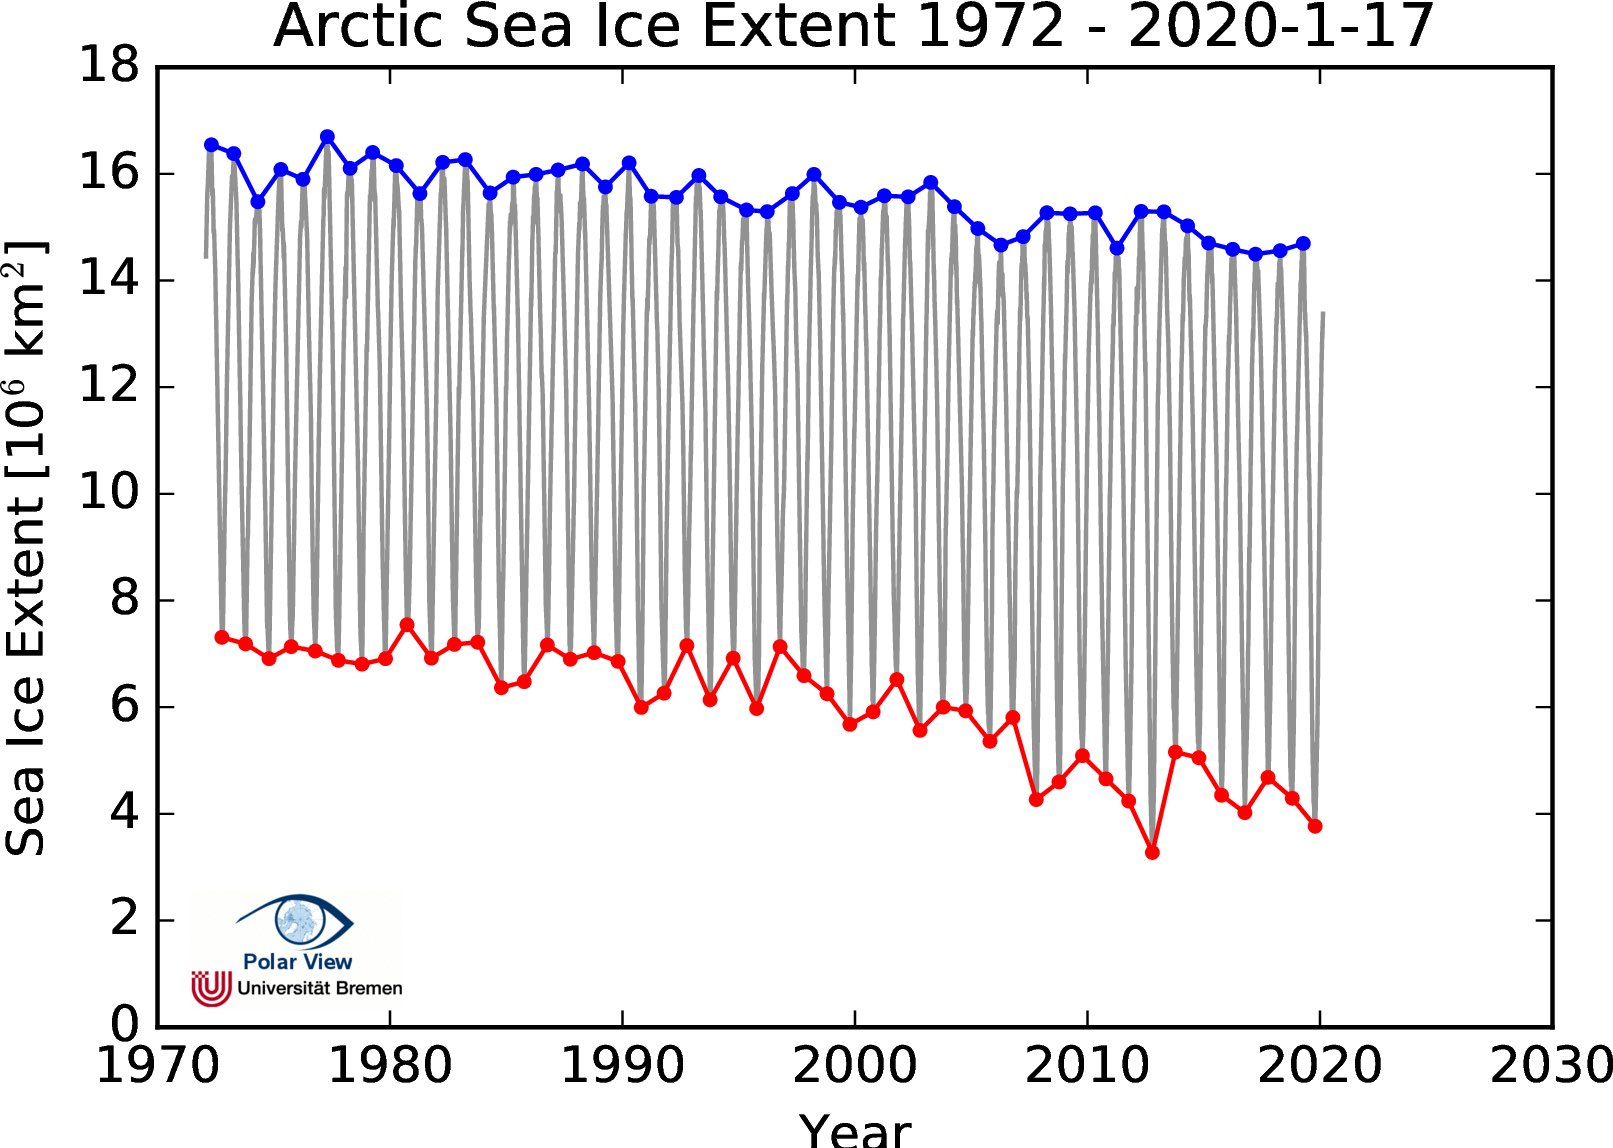 Arctic Sea Ice Extent 1972 - 2020-1-17
Sea Ice Extent [10⁶ km²]
18
16
14
12
10
8
6
4
2
0
Polar View
Universität Bremen
1970 1980 1990 2000 2010 2020 2030
Year